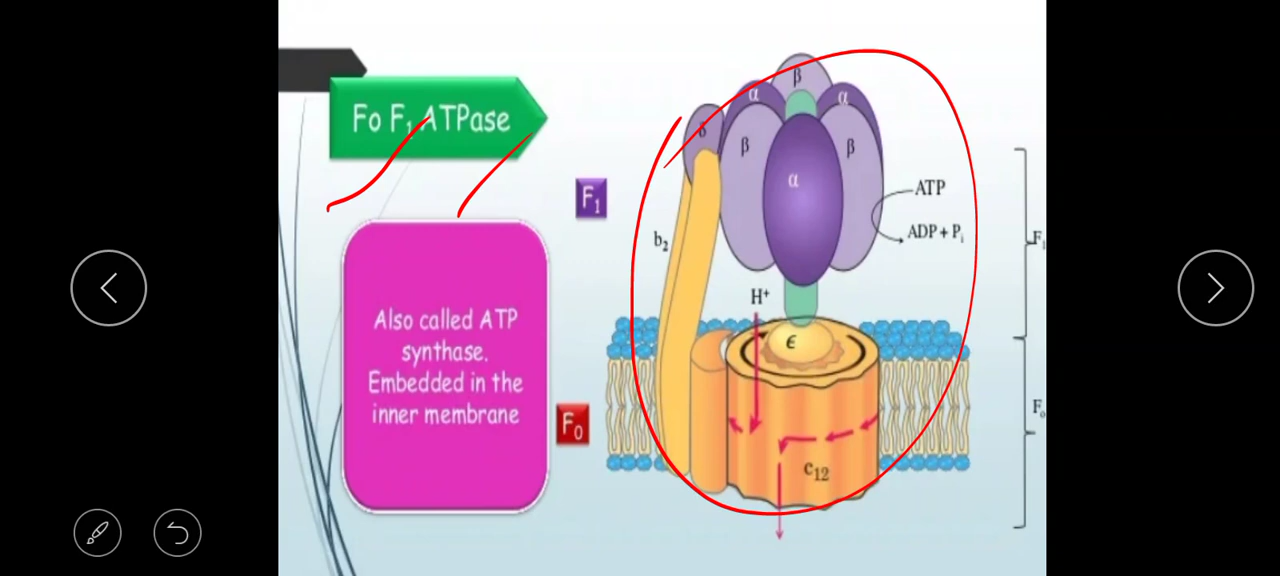 Fo F₁ ATPase
Also called ATP
synthase.
Embedded in the
inner membrane
F₁
F₀
β
α
α
δ
β
β
α
ATP
ADP + Pᵢ
b₂
H⁺
ϵ
c₁₂
F₁
F₀